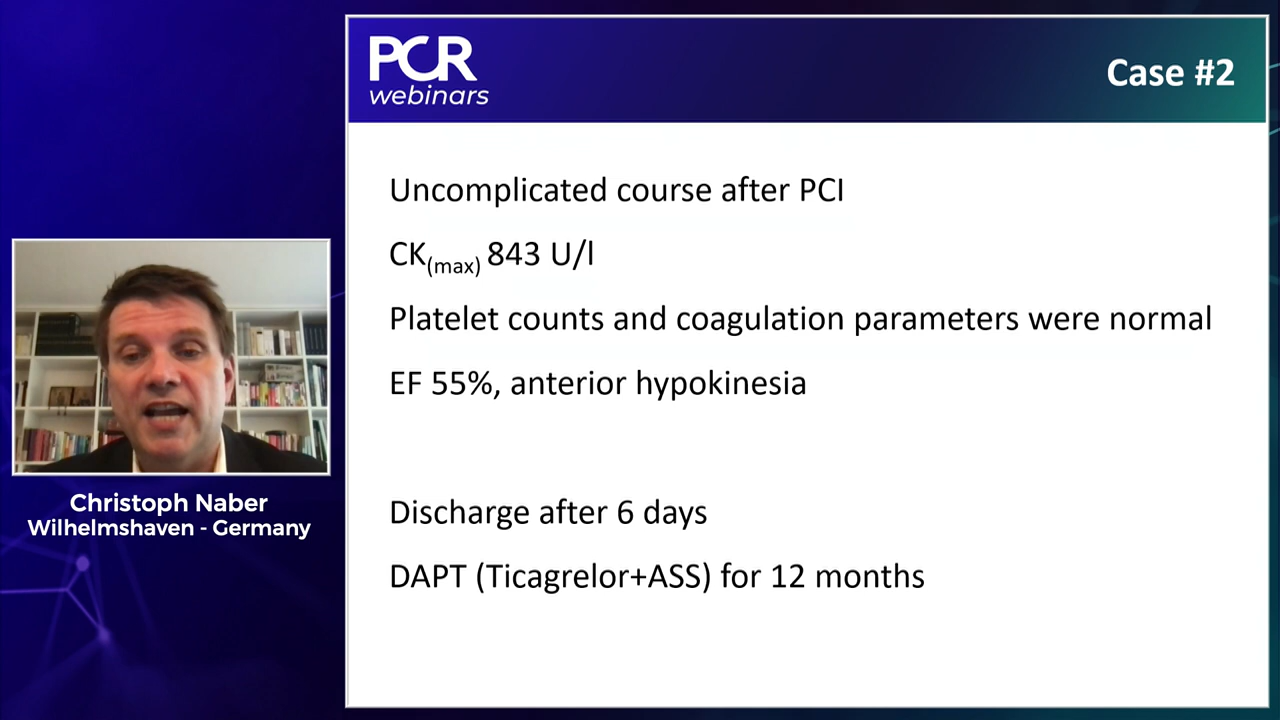 PCR
webinars
Case #2
Uncomplicated course after PCI
CK(max) 843 U/l
Platelet counts and coagulation parameters were normal
EF 55%, anterior hypokinesia
Discharge after 6 days
DAPT (Ticagrelor+ASS) for 12 months
Christoph Naber
Wilhelmshaven - Germany